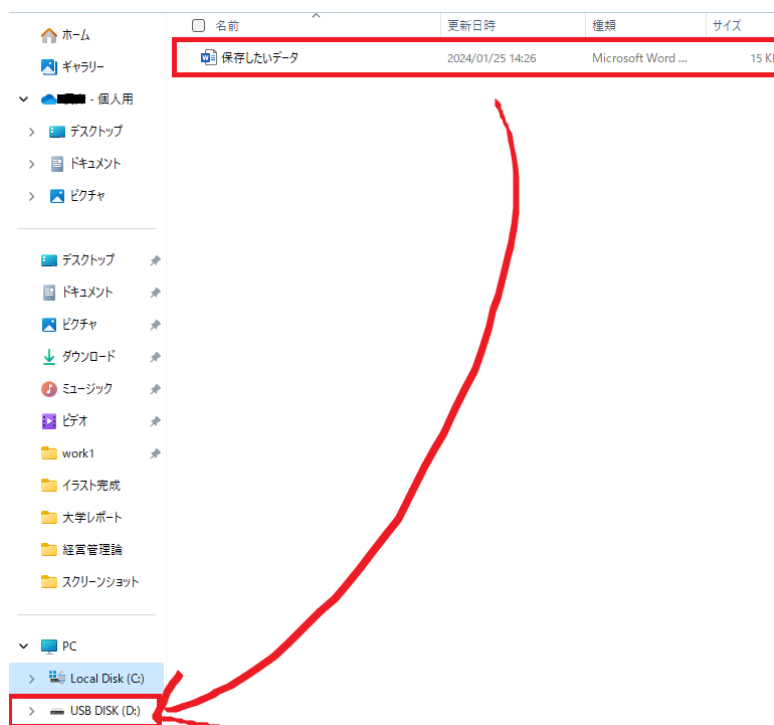 名前 更新日時 種類 サイズ
保存したいデータ 2024/01/25 14:26 Microsoft Word ... 15 KB
ホーム
ギャラリー
- 個人用
デスクトップ
ドキュメント
ピクチャ
デスクトップ
ドキュメント
ピクチャ
ダウンロード
ミュージック
ビデオ
work1
イラスト完成
大学レポート
経営管理論
スクリーンショット
PC
Local Disk (C:)
USB DISK (D:)